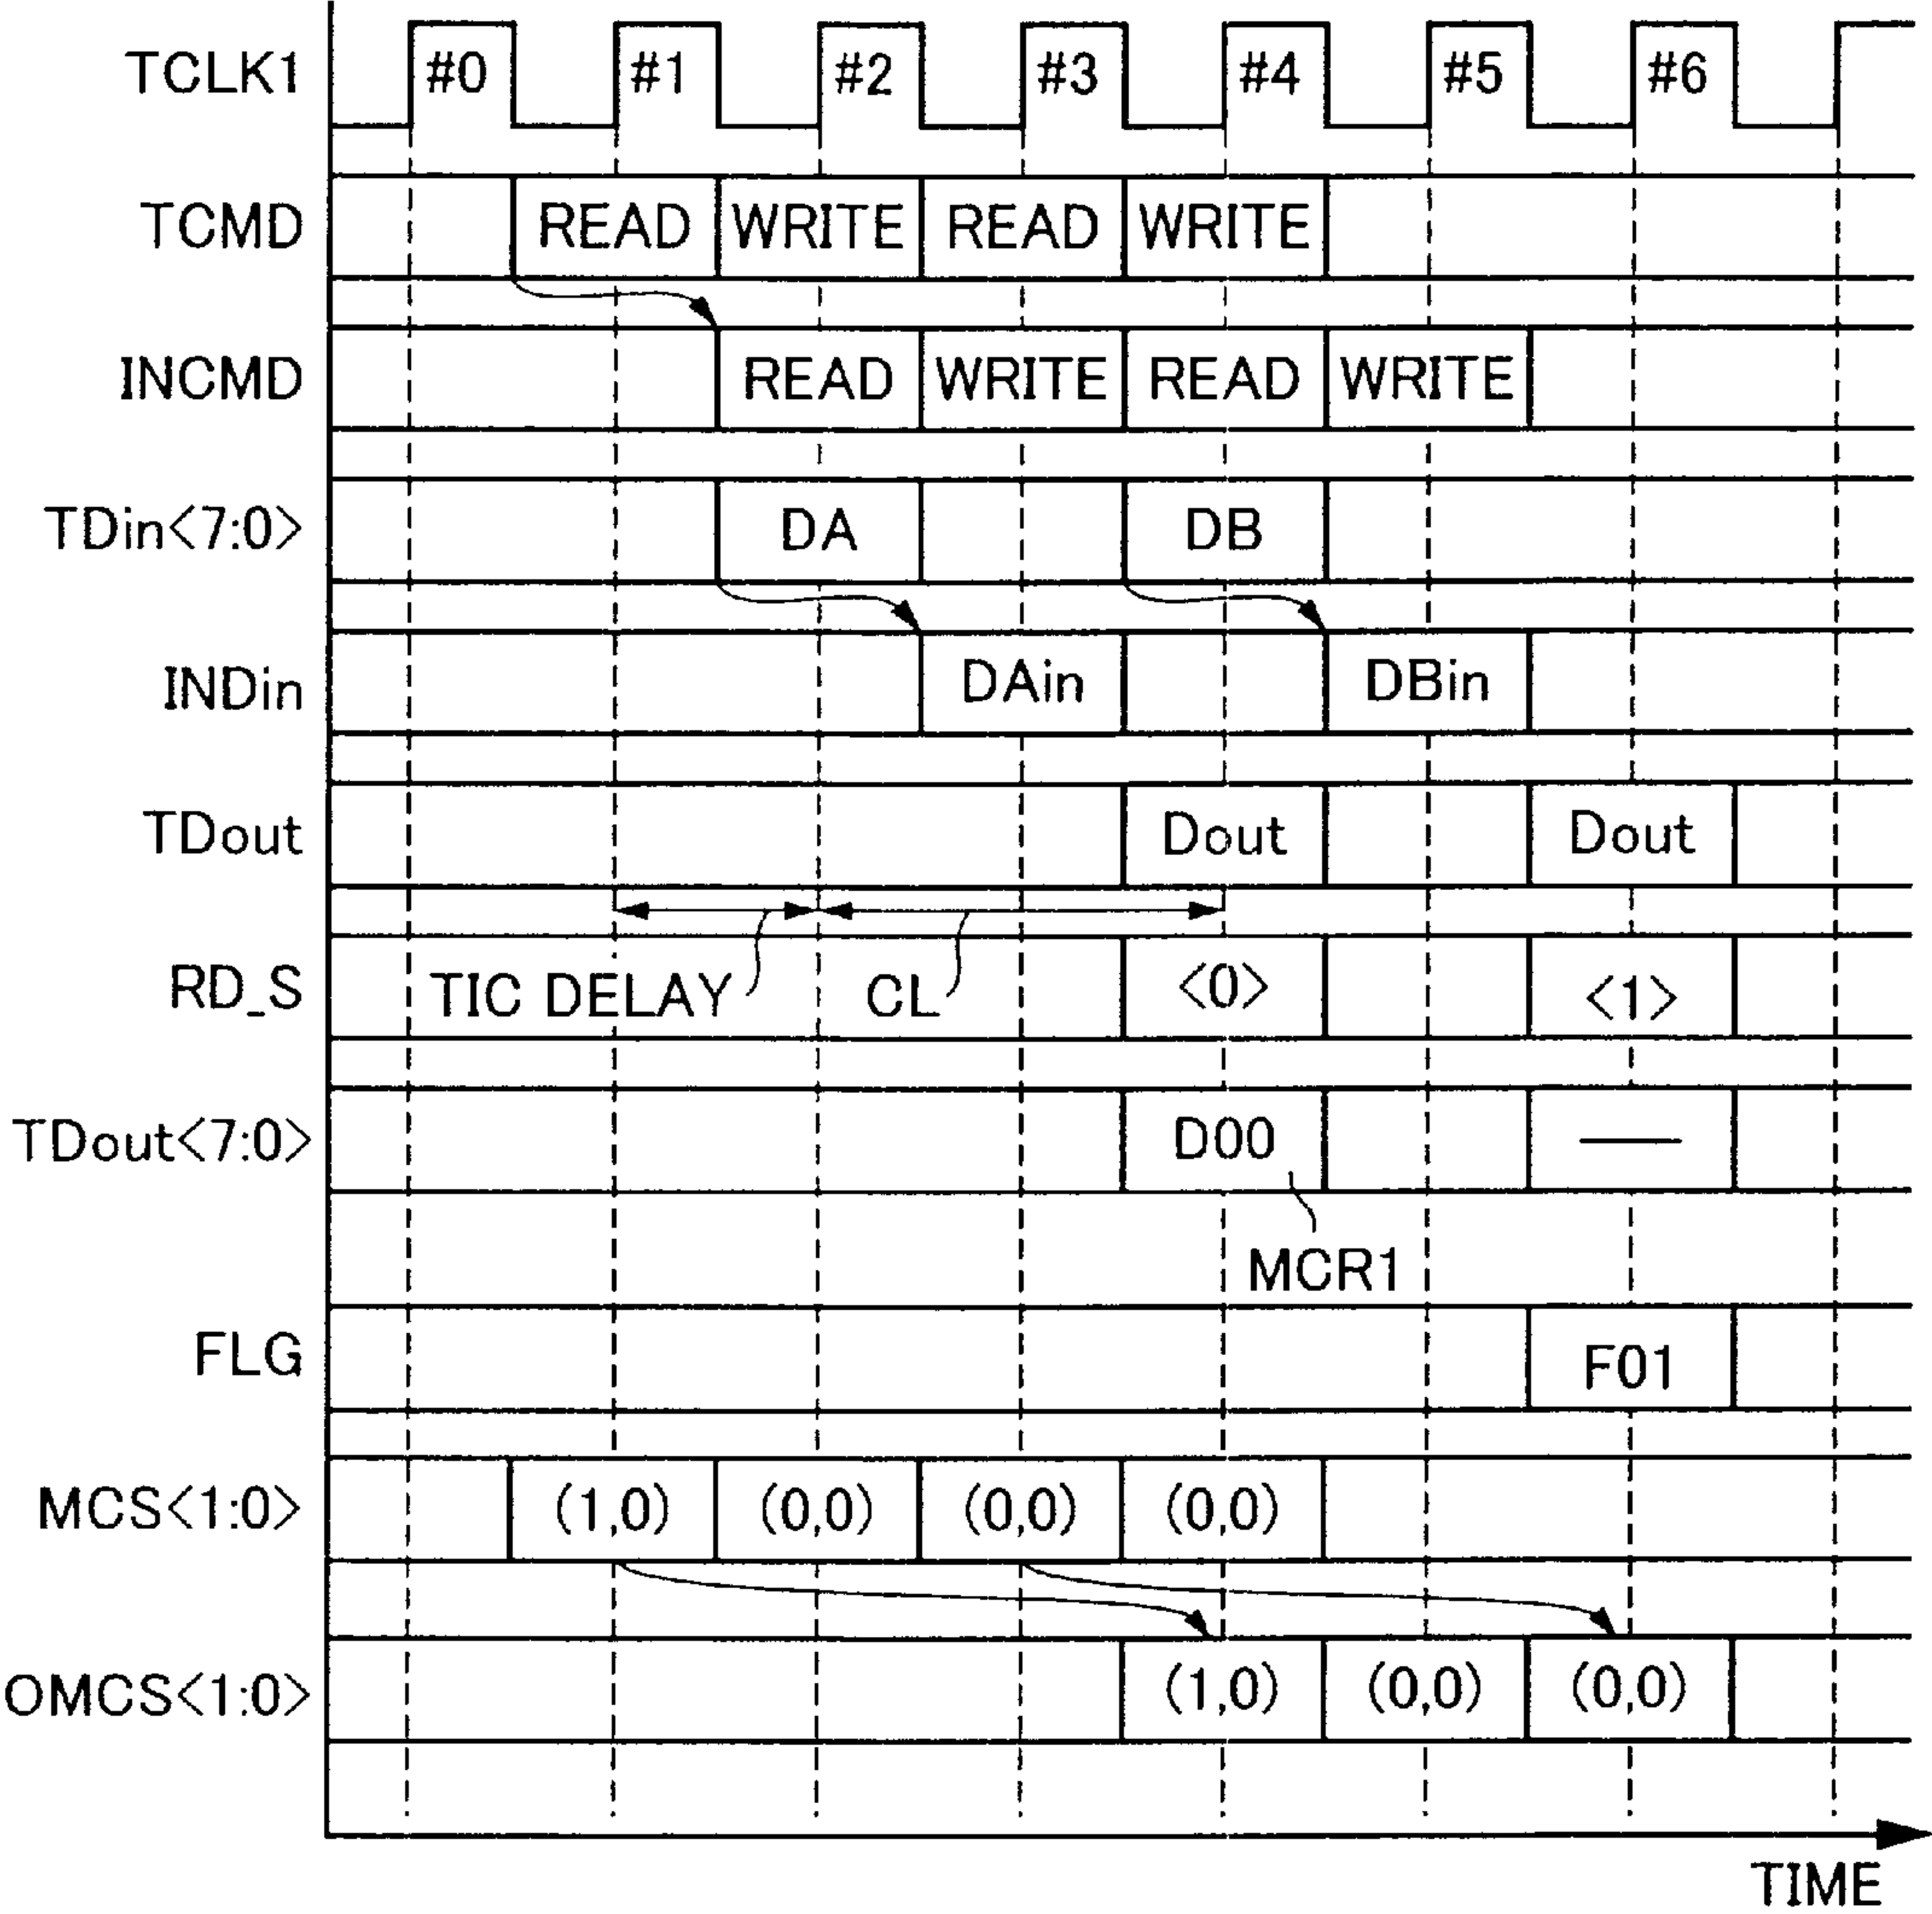 TCLK1 #0 #1 #2 #3 #4 #5 #6
TCMD READ WRITE READ WRITE
INCMD READ WRITE READ WRITE
TDin<7:0> DA DB
INDin DAin DBin
TDout Dout Dout
RD_S TIC DELAY CL <0> <1>
TDout<7:0> D00 —
MCR1
FLG F01
MCS<1:0> (1,0) (0,0) (0,0) (0,0)
OMCS<1:0> (1,0) (0,0) (0,0)
TIME